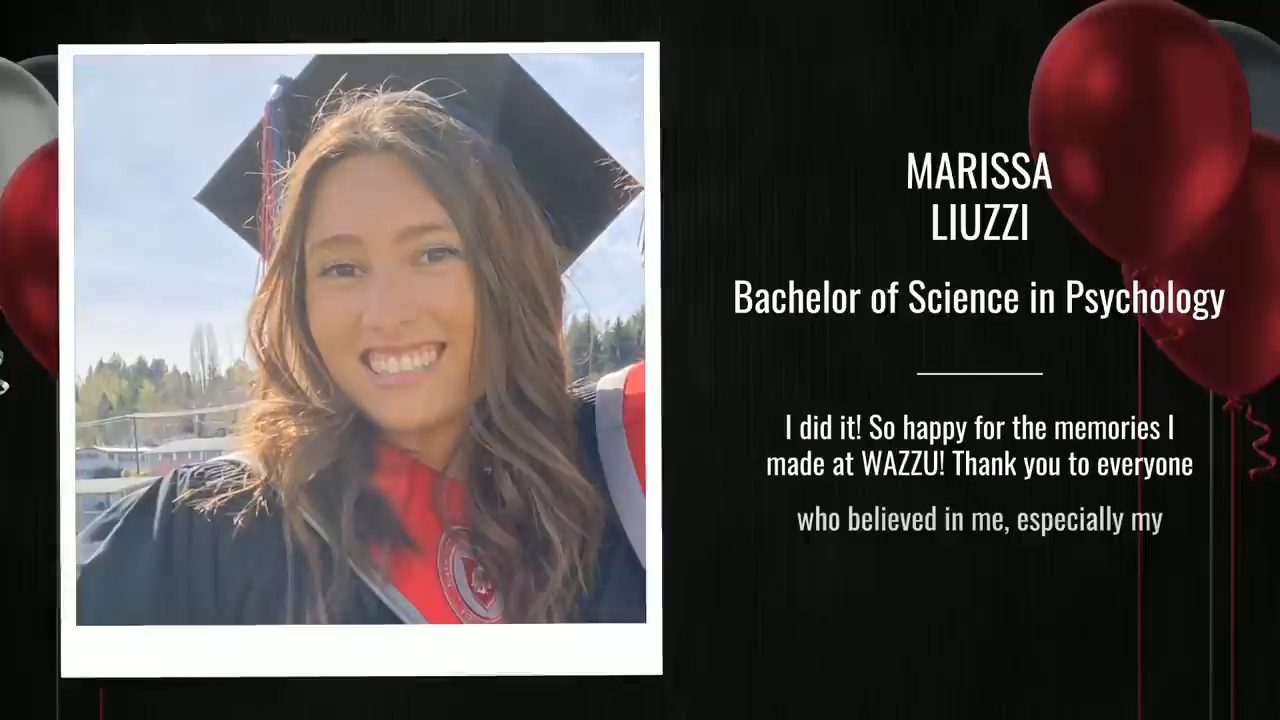 MARISSA
LIUZZI
Bachelor of Science in Psychology
I did it! So happy for the memories I
made at WAZZU! Thank you to everyone
who believed in me, especially my